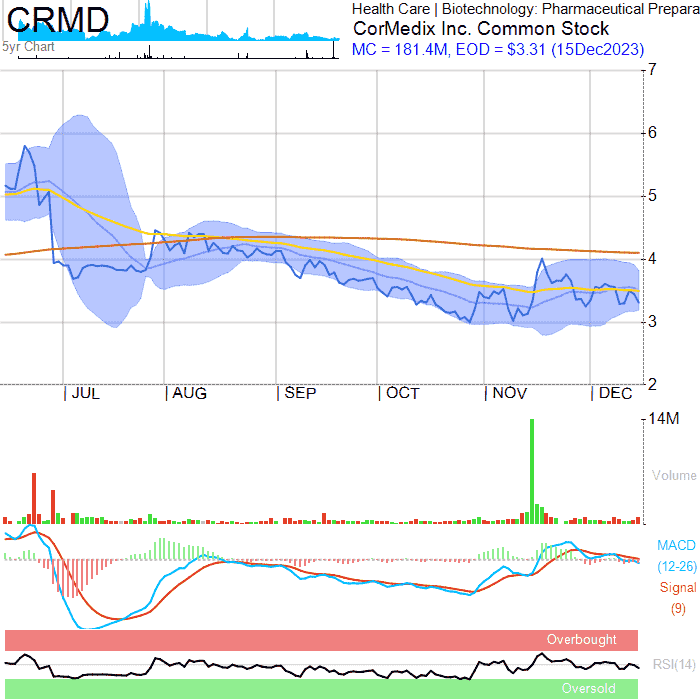 CRMD
Health Care | Biotechnology: Pharmaceutical Prepara
CorMedix Inc. Common Stock
5yr Chart
MC = 181.4M, EOD = $3.31 (15Dec2023)
7
6
5
4
3
2
JUL
AUG
SEP
OCT
NOV
DEC
14M
Volume
MACD
(12-26)
Signal
(9)
Overbought
RSI(14)
Oversold